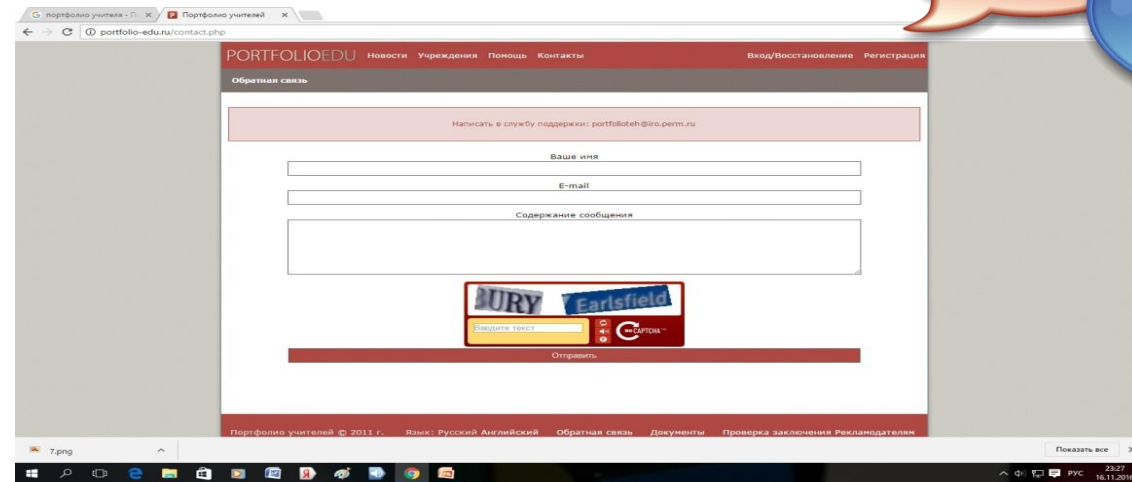 портфолио учителя - П
Портфолио учителей
portfolio-edu.ru/contact.php
PORTFOLIOEDU Новости Учреждения Помощь Контакты Вход/Восстановление Регистрация
Обратная связь
Написать в службу поддержки: portfolioteh@iro.perm.ru
Ваше имя
E-mail
Содержание сообщения
BURY Earlsfield
Введите текст
CAPTCHA
Отправить
Портфолио учителей © 2011 г. Язык: Русский Английский Обратная связь Документы Проверка заключения Рекламодателям
7.png
Показать все
РУС
23:27
16.11.2016